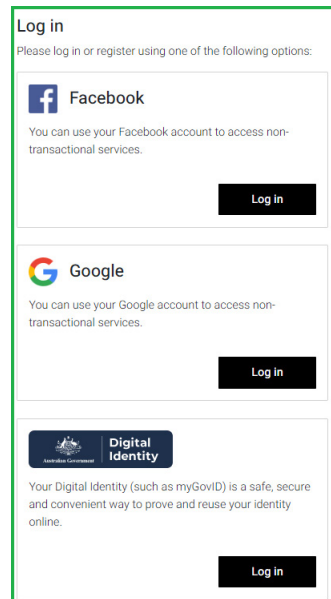 Log in
Please log in or register using one of the following options:
Facebook
You can use your Facebook account to access non-
transactional services.
Log in
Google
You can use your Google account to access non-
transactional services.
Log in
Australian Government
Digital
Identity
Your Digital Identity (such as myGovID) is a safe, secure
and convenient way to prove and reuse your identity
online.
Log in